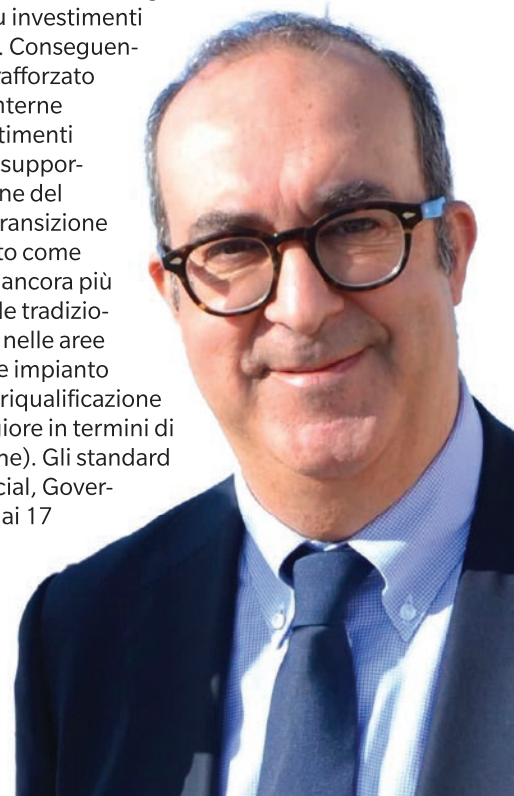 u investimenti
. Conseguen-
afforzato
nterne
timenti
suppor-
ne del
ransizione
to come
ancora più
le tradizio-
nelle aree
e impianto
riqualificazione
giore in termini di
ne). Gli standard
cial, Gover-
ai 17